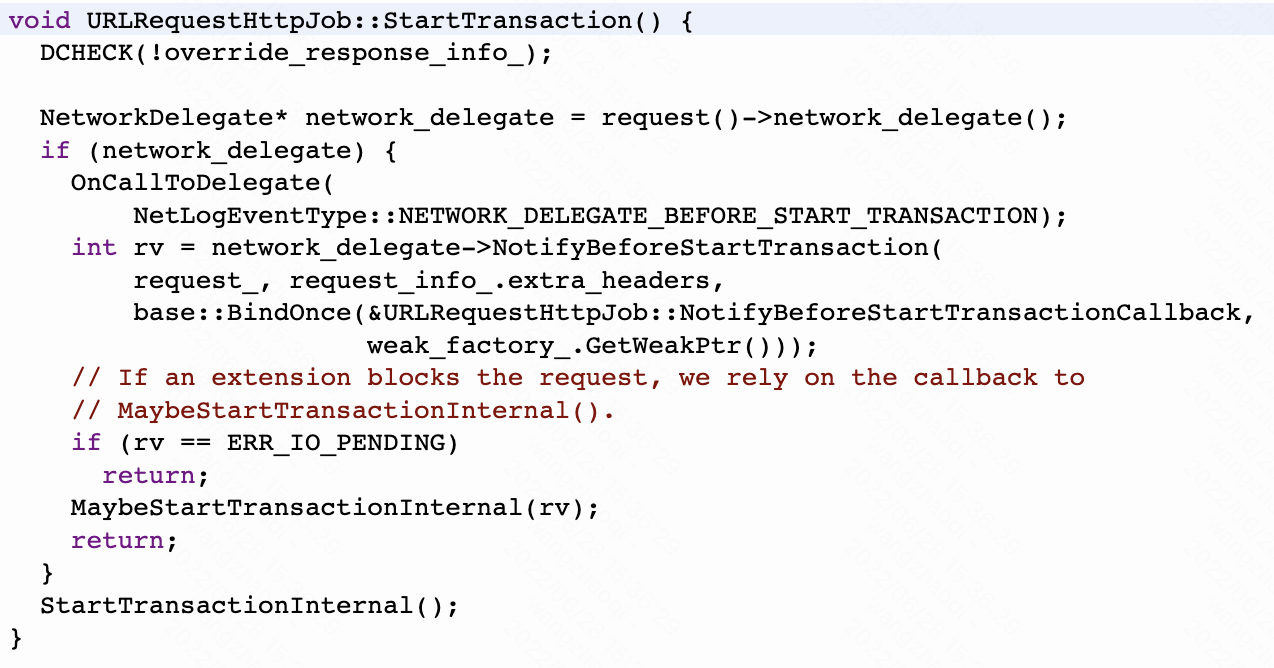 void URLRequestHttpJob::StartTransaction() {
  DCHECK(!override_response_info_);

  NetworkDelegate* network_delegate = request()->network_delegate();
  if (network_delegate) {
    OnCallToDelegate(
        NetLogEventType::NETWORK_DELEGATE_BEFORE_START_TRANSACTION);
    int rv = network_delegate->NotifyBeforeStartTransaction(
        request_, request_info_.extra_headers,
        base::BindOnce(&URLRequestHttpJob::NotifyBeforeStartTransactionCallback,
                       weak_factory_.GetWeakPtr()));
    // If an extension blocks the request, we rely on the callback to
    // MaybeStartTransactionInternal().
    if (rv == ERR_IO_PENDING)
      return;
    MaybeStartTransactionInternal(rv);
    return;
  }
  StartTransactionInternal();
}